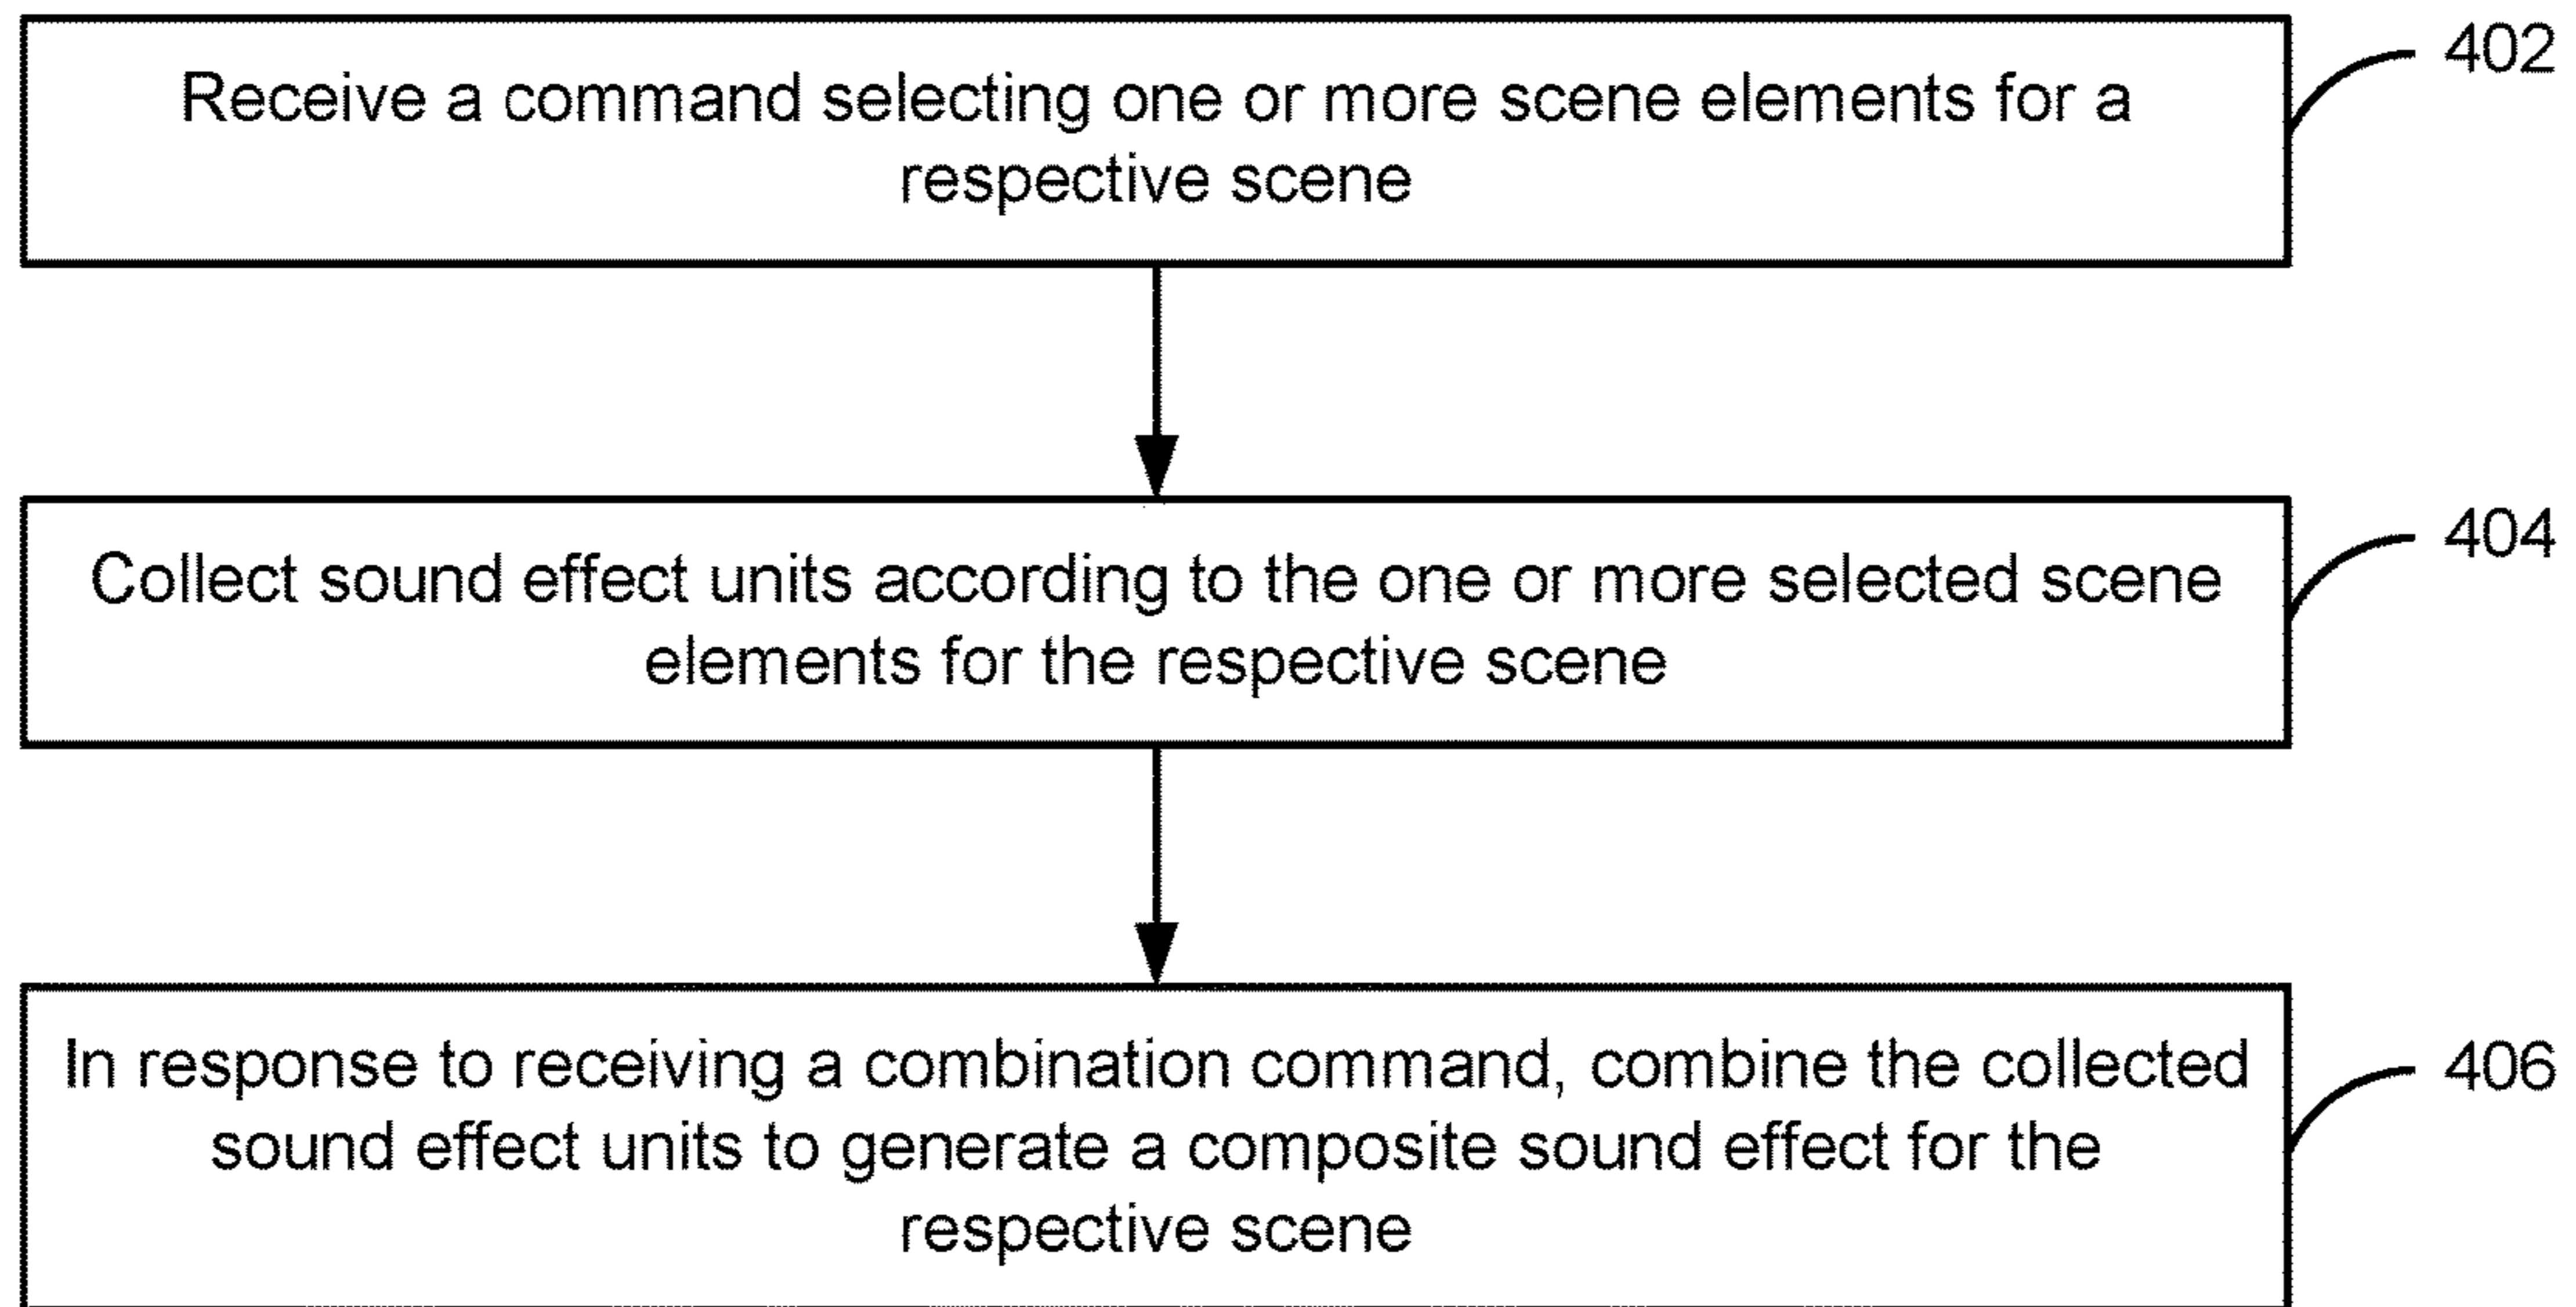 Receive a command selecting one or more scene elements for a
respective scene
402
Collect sound effect units according to the one or more selected scene
elements for the respective scene
404
In response to receiving a combination command, combine the collected
sound effect units to generate a composite sound effect for the
respective scene
406